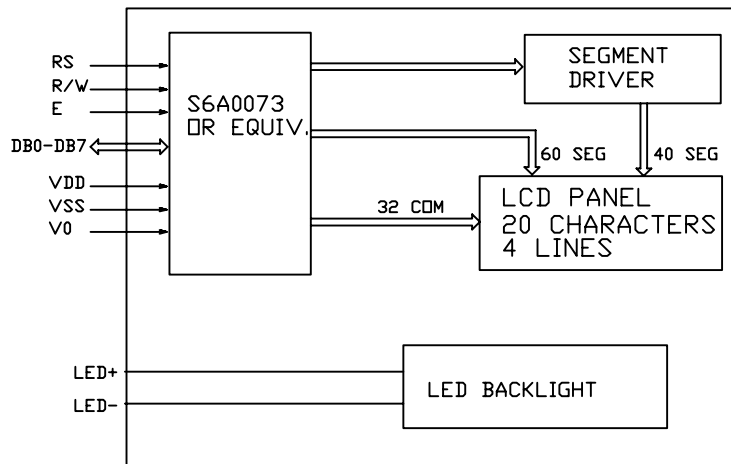 RS
R/W
E
DB0-DB7
VDD
VSS
V0
S6A0073
OR EQUIV.
SEGMENT
DRIVER
60 SEG
40 SEG
32 COM
LCD PANEL
20 CHARACTERS
4 LINES
LED+
LED-
LED BACKLIGHT